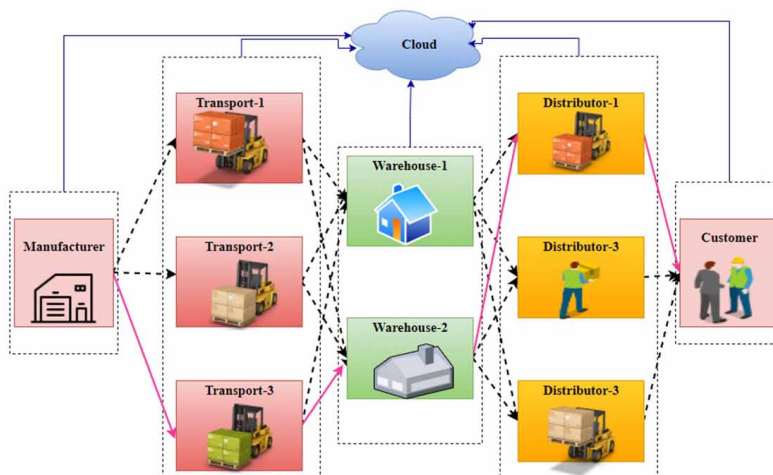 Cloud
Transport-1
Distributor-1
Warehouse-1
Manufacturer
Transport-2
Distributor-3
Customer
Warehouse-2
Transport-3
Distributor-3